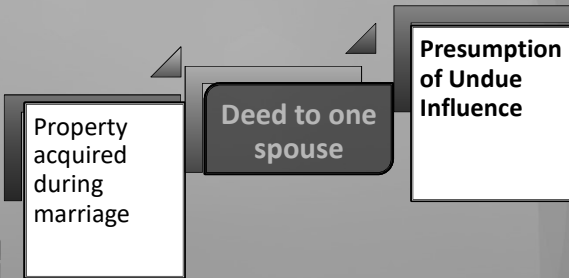 Property
acquired
during
marriage
Deed to one
spouse
Presumption
of Undue
Influence